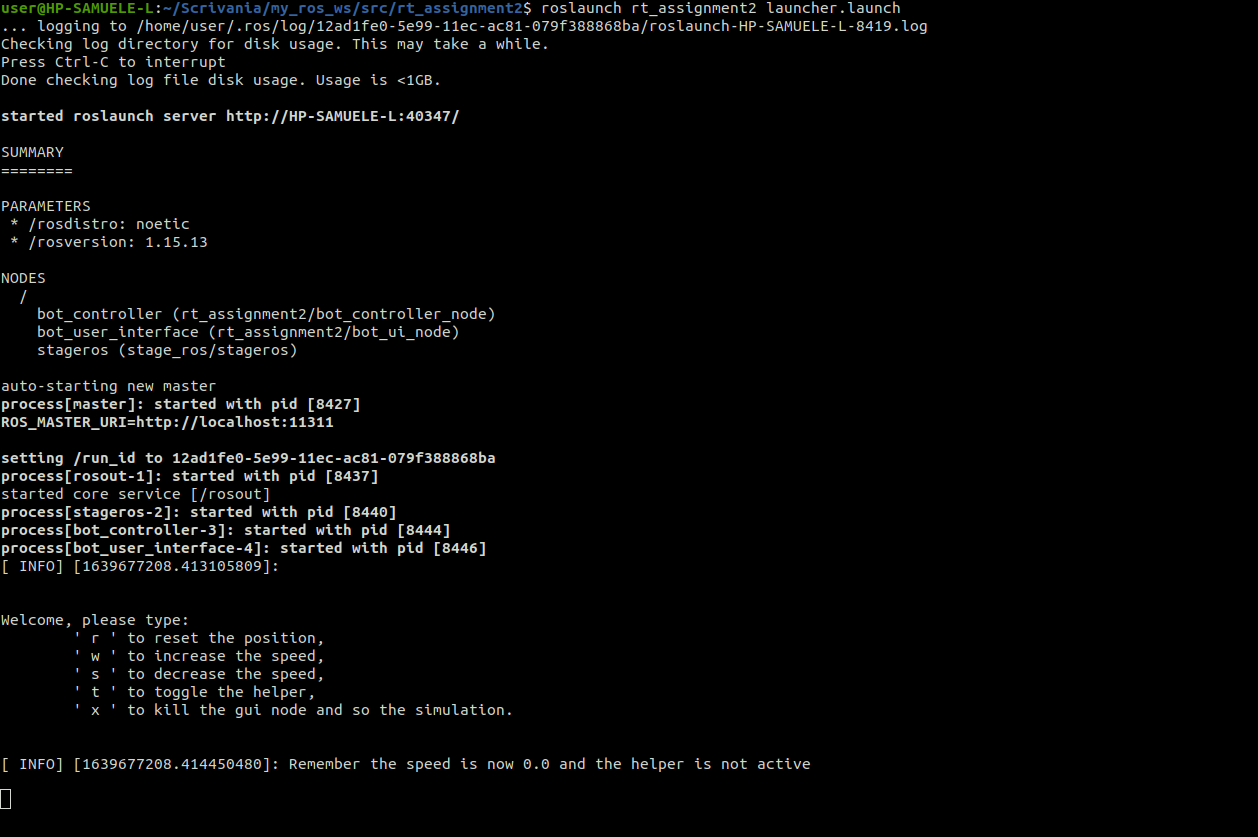 user@HP-SAMUELE-L:~/Scrivania/my_ros_ws/src/rt_assignment2$ roslaunch rt_assignment2 launcher.launch
... logging to /home/user/.ros/log/12ad1fe0-5e99-11ec-ac81-079f388868ba/roslaunch-HP-SAMUELE-L-8419.log
Checking log directory for disk usage. This may take a while.
Press Ctrl-C to interrupt
Done checking log file disk usage. Usage is <1GB.

started roslaunch server http://HP-SAMUELE-L:40347/

SUMMARY
========

PARAMETERS
 * /rosdistro: noetic
 * /rosversion: 1.15.13

NODES
  /
    bot_controller (rt_assignment2/bot_controller_node)
    bot_user_interface (rt_assignment2/bot_ui_node)
    stageros (stage_ros/stageros)

auto-starting new master
process[master]: started with pid [8427]
ROS_MASTER_URI=http://localhost:11311

setting /run_id to 12ad1fe0-5e99-11ec-ac81-079f388868ba
process[rosout-1]: started with pid [8437]
started core service [/rosout]
process[stageros-2]: started with pid [8440]
process[bot_controller-3]: started with pid [8444]
process[bot_user_interface-4]: started with pid [8446]
[ INFO] [1639677208.413105809]:

Welcome, please type:
        ' r ' to reset the position,
        ' w ' to increase the speed,
        ' s ' to decrease the speed,
        ' t ' to toggle the helper,
        ' x ' to kill the gui node and so the simulation.

[ INFO] [1639677208.414450480]: Remember the speed is now 0.0 and the helper is not active